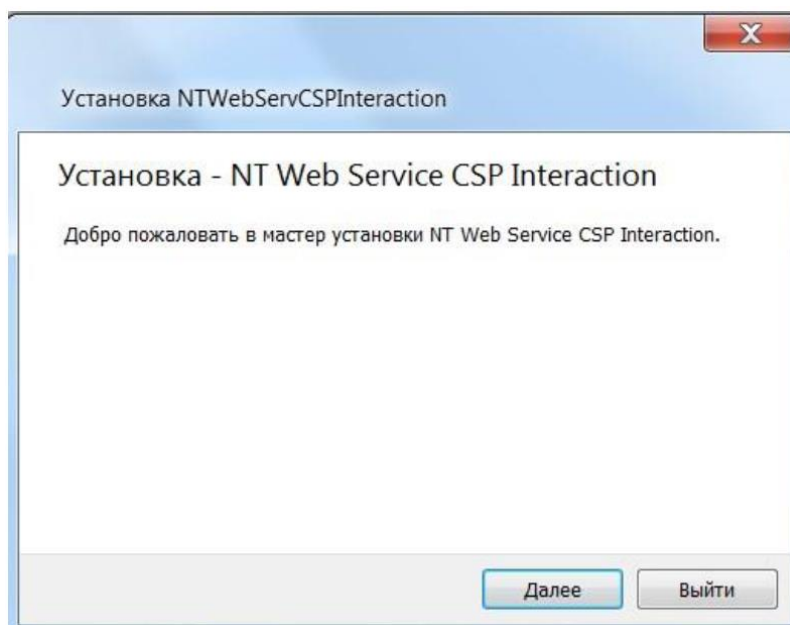 Установка NTWebServCSPInteraction
Установка - NT Web Service CSP Interaction
Добро пожаловать в мастер установки NT Web Service CSP Interaction.
Далее
Выйти